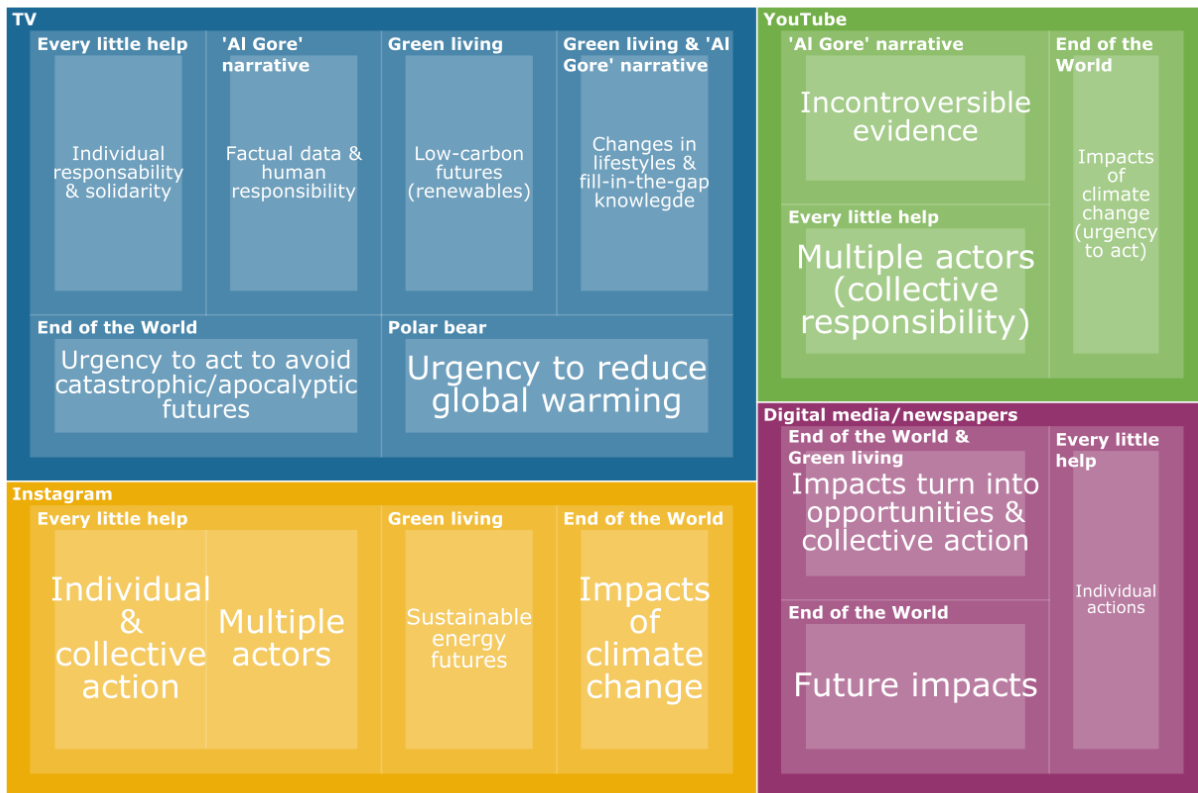 TV
Every little help
Individual
responsability
& solidarity
'Al Gore'
narrative
Factual data &
human
responsibility
Green living
Low-carbon
futures
(renewables)
Green living & 'Al
Gore' narrative
Changes in
lifestyles &
fill-in-the-gap
knowlegde
End of the World
Urgency to act to avoid
catastrophic/apocalyptic
futures
Polar bear
Urgency to reduce
global warming
YouTube
'Al Gore' narrative
Incontroversible
evidence
Every little help
Multiple actors
(collective
responsibility)
End of the
World
Impacts
of
climate
change
(urgency
to act)
Instagram
Every little help
Individual
&
collective
action
Multiple
actors
Green living
Sustainable
energy
futures
End of the World
Impacts
of
climate
change
Digital media/newspapers
End of the World &
Green living
Impacts turn into
opportunities &
collective action
End of the World
Future impacts
Every little
help
Individual
actions